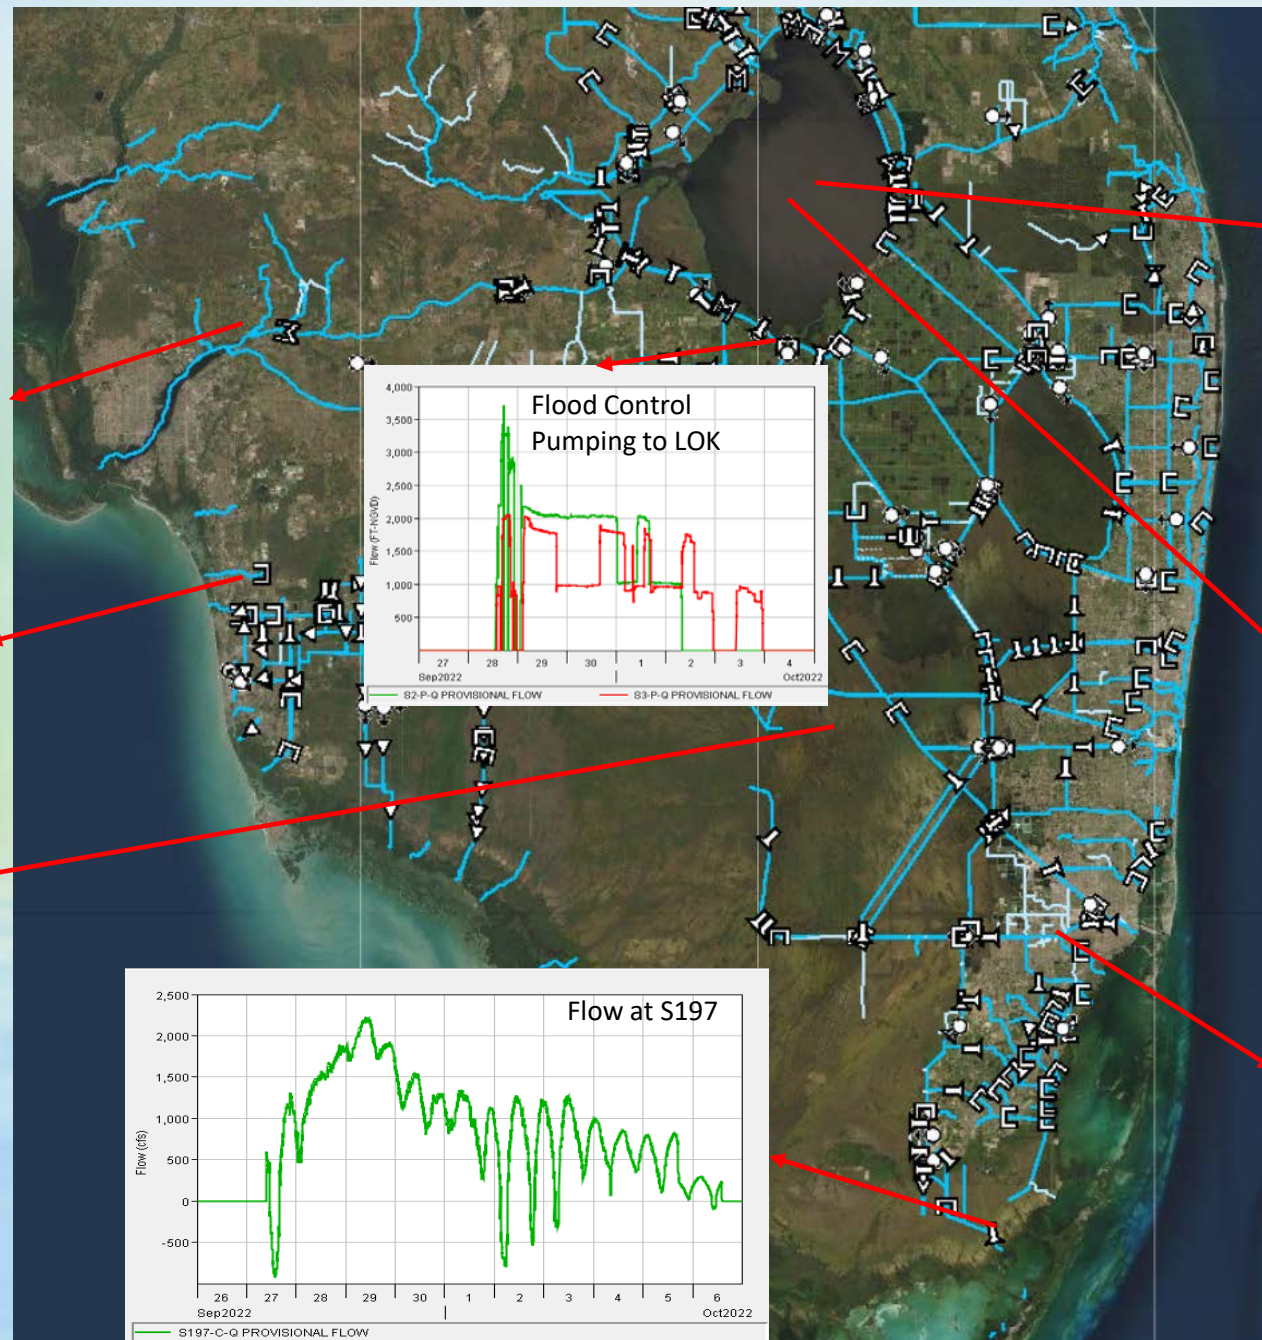 Flood Control
Pumping to LOK
4,000
3,500
3,000
2,500
2,000
1,500
1,000
500
Flow (FT-NGVD)
27 28 29 30 1 2 3 4
Sep2022 Oct2022
S2-P-Q PROVISIONAL FLOW S3-P-Q PROVISIONAL FLOW
Flow at S197
2,500
2,000
1,500
1,000
500
0
-500
Flow (cfs)
26 27 28 29 30 1 2 3 4 5 6
Sep2022 Oct2022
S197-C-Q PROVISIONAL FLOW